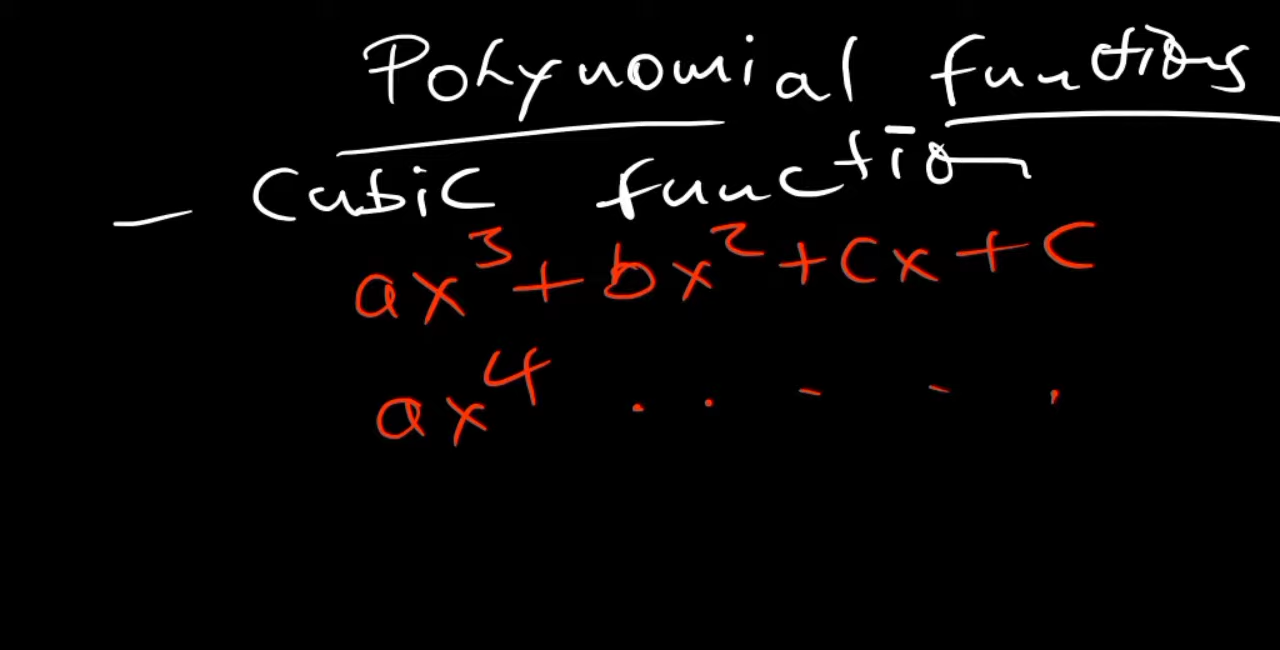 Polynomial functions
— Cubic function
ax³ + bx² + cx + c
ax⁴ . . - - .